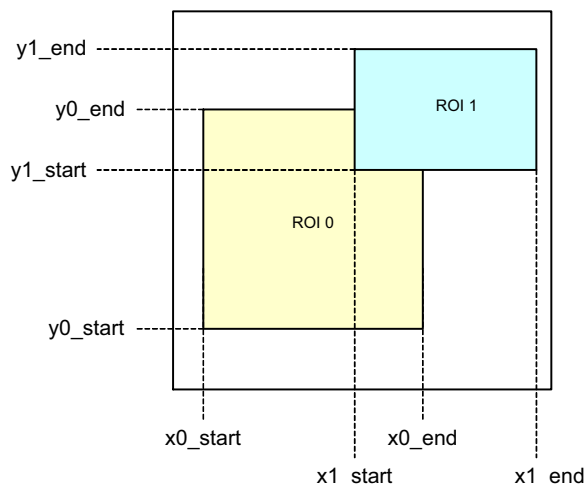 y1_end
y0_end
ROI 1
y1_start
ROI 0
y0_start
x0_start
x0_end
x1_start
x1_end